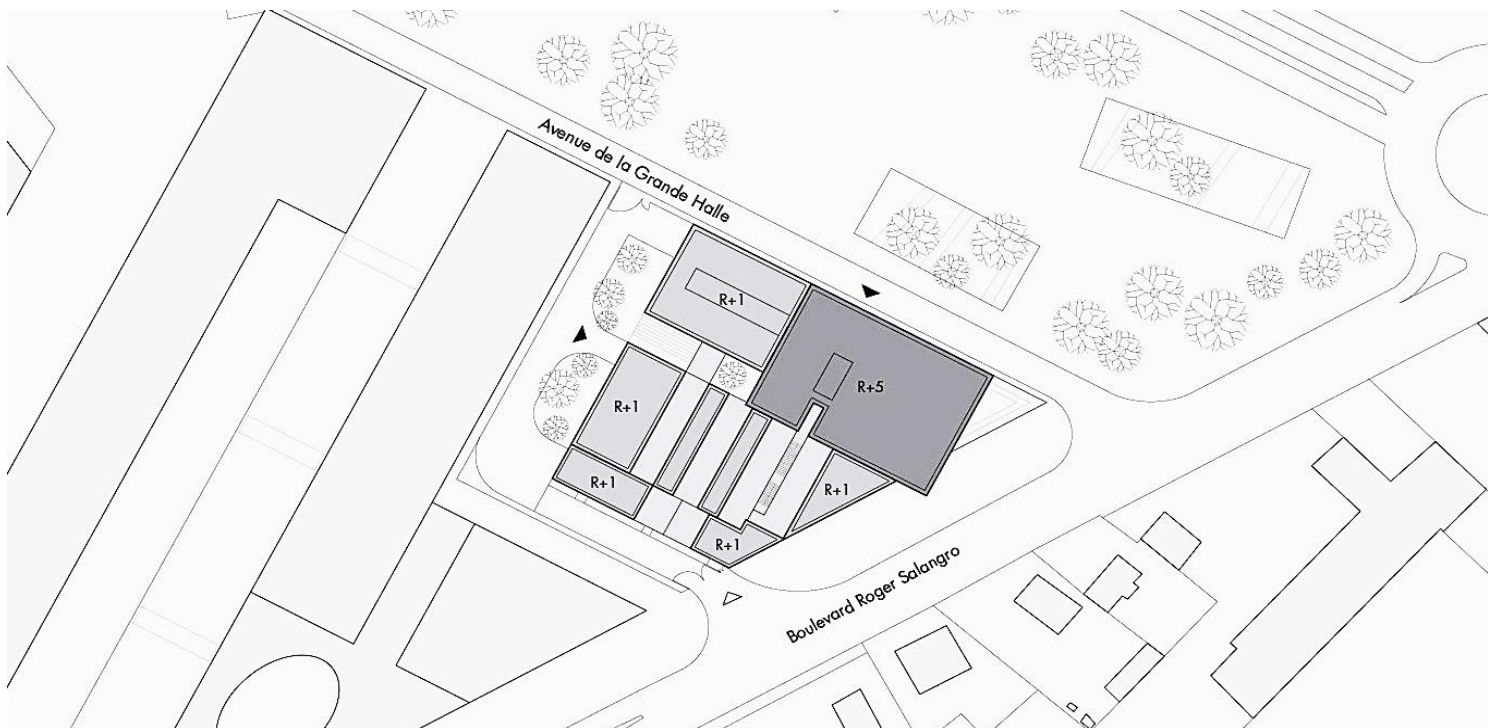 Avenue de la Grande Halle
R+1
R+5
R+1
R+1
R+1
R+1
Boulevard Roger Salangro